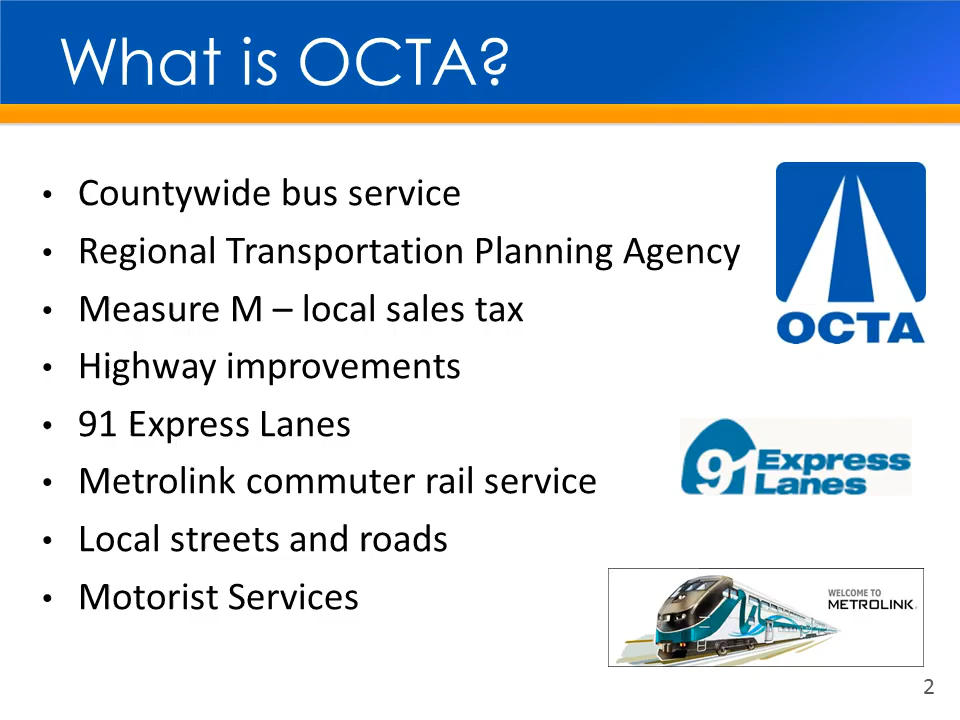 What is OCTA?
• Countywide bus service
• Regional Transportation Planning Agency
• Measure M – local sales tax
• Highway improvements
• 91 Express Lanes
• Metrolink commuter rail service
• Local streets and roads
• Motorist Services
OCTA
91 Express
Lanes
WELCOME TO
METROLINK
2